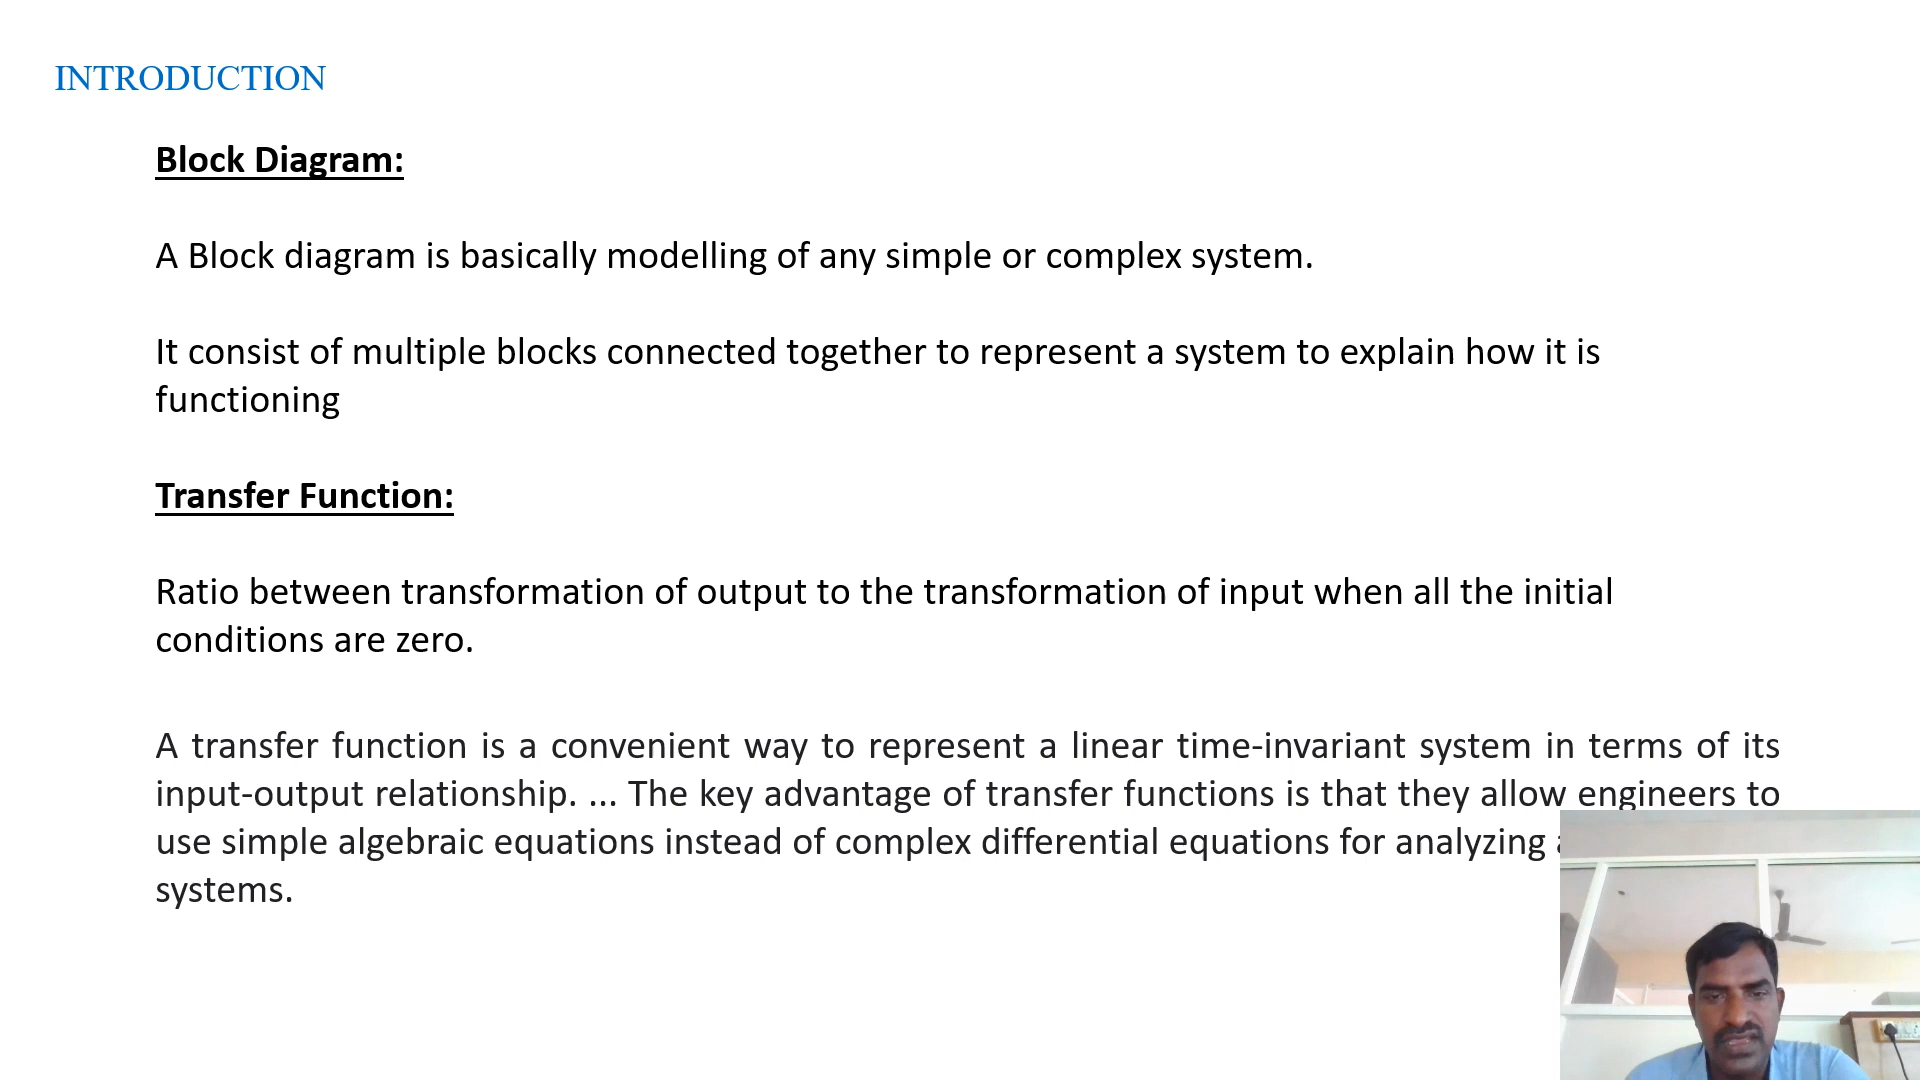 INTRODUCTION
Block Diagram:
A Block diagram is basically modelling of any simple or complex system.
It consist of multiple blocks connected together to represent a system to explain how it is
functioning
Transfer Function:
Ratio between transformation of output to the transformation of input when all the initial
conditions are zero.
A transfer function is a convenient way to represent a linear time-invariant system in terms of its
input-output relationship. ... The key advantage of transfer functions is that they allow engineers to
use simple algebraic equations instead of complex differential equations for analyzing
systems.